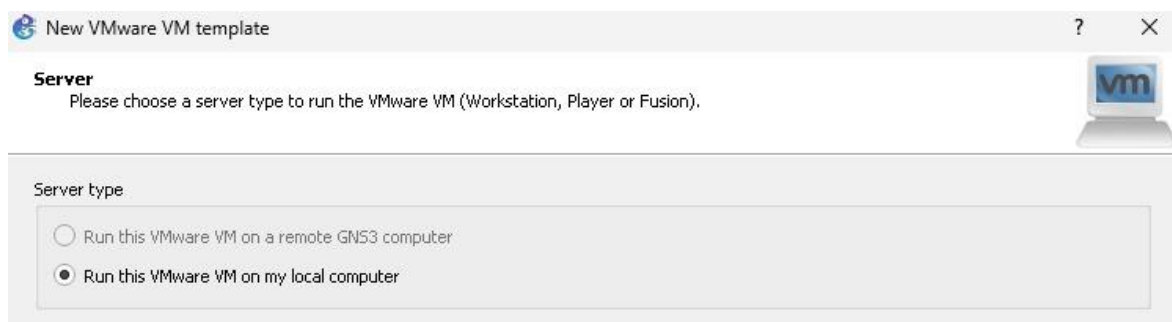 New VMware VM template
?
Server
Please choose a server type to run the VMware VM (Workstation, Player or Fusion).
vm
Server type
Run this VMware VM on a remote GNS3 computer
Run this VMware VM on my local computer